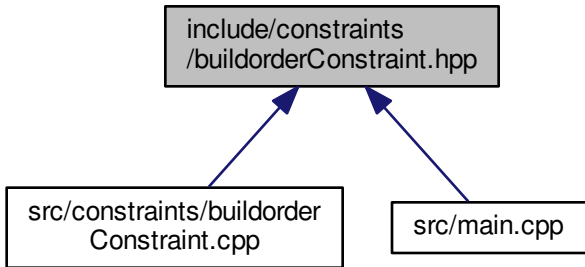 include/constraints
/buildorderConstraint.hpp
src/constraints/buildorder
Constraint.cpp
src/main.cpp